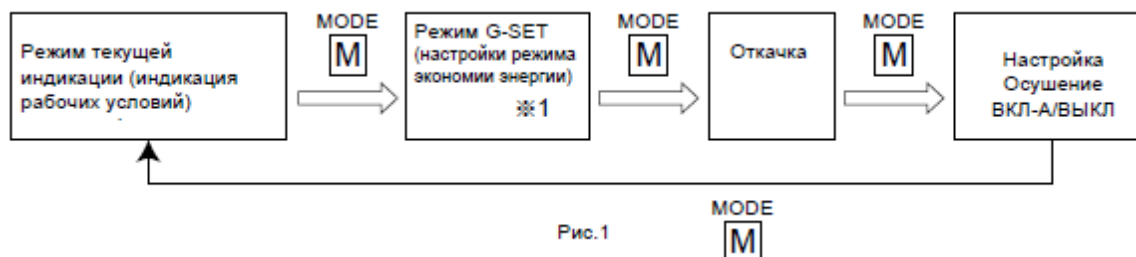 Режим текущей
индикации (индикация
рабочих условий)
MODE
M
Режим G-SET
(настройки режима
экономии энергии)
※1
MODE
M
Откачка
MODE
M
Настройка
Осушение
ВКЛ-А/ВЫКЛ
Рис.1
MODE
M